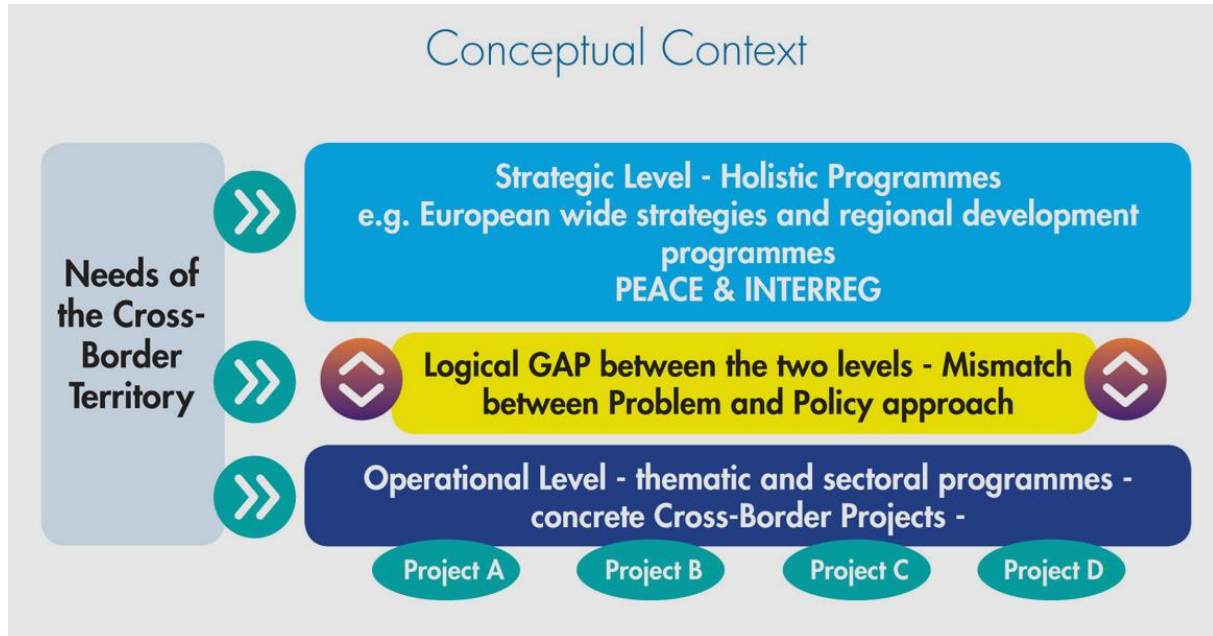 Conceptual Context
Needs of
the Cross-
Border
Territory
Strategic Level - Holistic Programmes
e.g. European wide strategies and regional development
programmes
PEACE & INTERREG
Logical GAP between the two levels - Mismatch
between Problem and Policy approach
Operational Level - thematic and sectoral programmes -
concrete Cross-Border Projects -
Project A
Project B
Project C
Project D